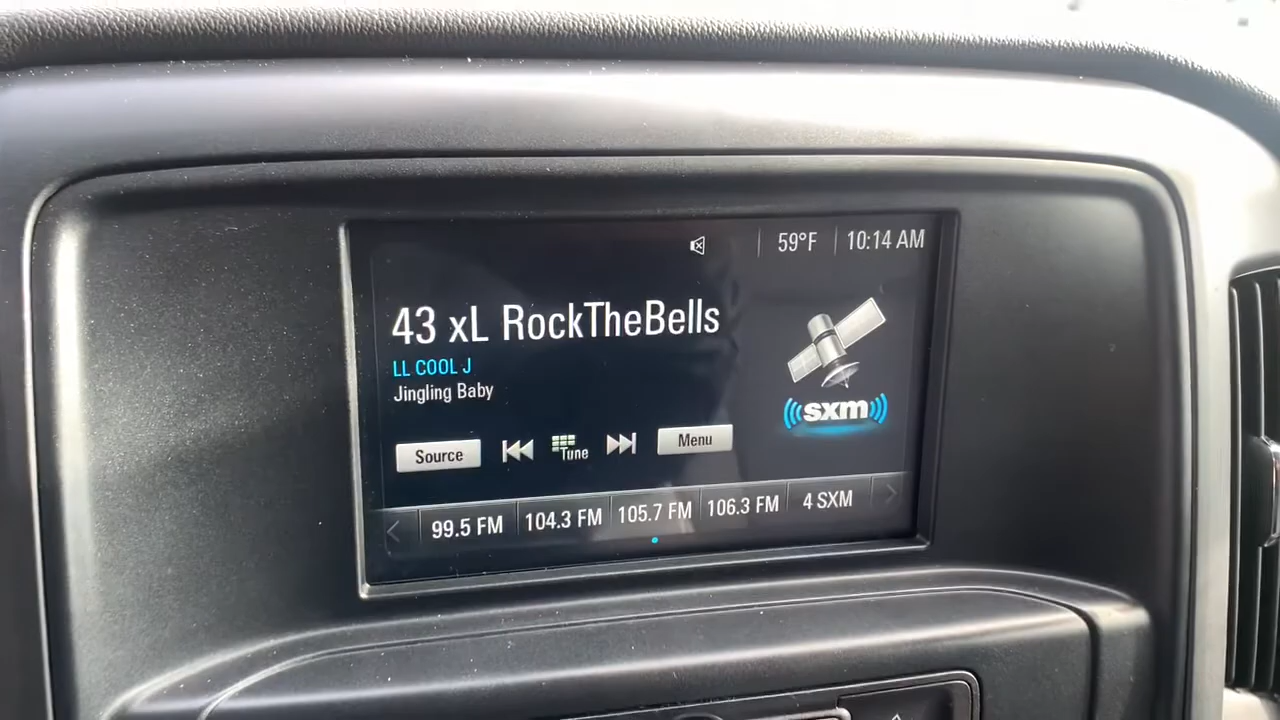 59°F 10:14 AM
43 xL RockTheBells
LL COOL J
Jingling Baby
sxm
Source Tune Menu
99.5 FM 104.3 FM 105.7 FM 106.3 FM 4 SXM